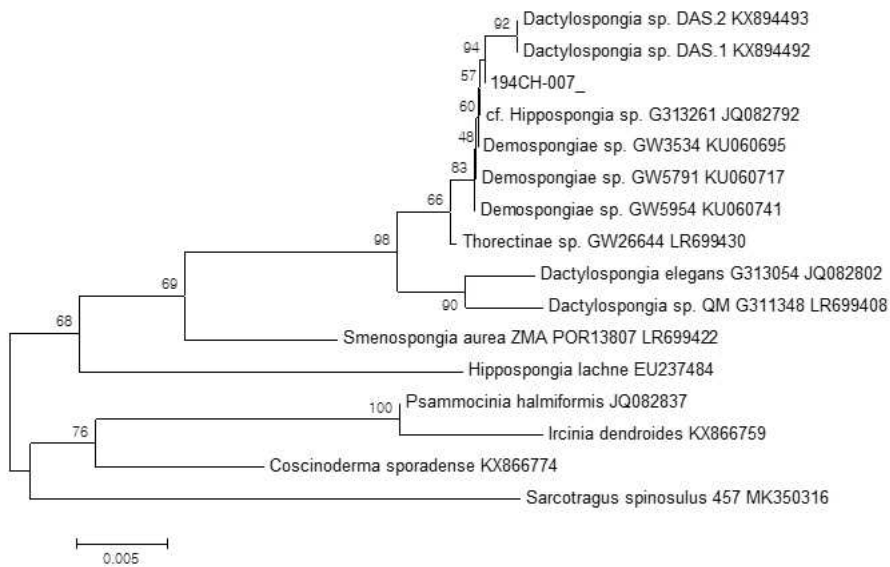 92
Dactylospongia sp. DAS.2 KX894493
94
Dactylospongia sp. DAS.1 KX894492
57
194CH-007_
60
cf. Hippospongia sp. G313261 JQ082792
48
Demospongiae sp. GW3534 KU060695
83
Demospongiae sp. GW5791 KU060717
66
Demospongiae sp. GW5954 KU060741
98
Thorectinae sp. GW26644 LR699430
69
Dactylospongia elegans G313054 JQ082802
90
Dactylospongia sp. QM G311348 LR699408
68
Smenospongia aurea ZMA POR13807 LR699422
Hippospongia lachne EU237484
100
Psammocinia halmiformis JQ082837
76
Ircinia dendroides KX866759
Coscinoderma sporadense KX866774
Sarcotragus spinosulus 457 MK350316
0.005